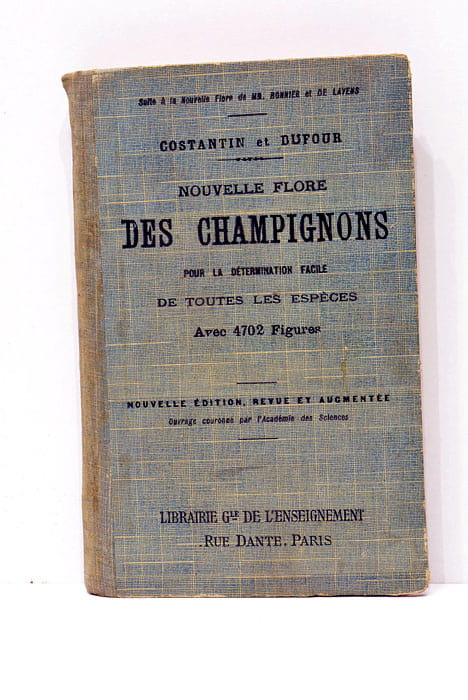 Suite à la Nouvelle Flore de MM. BONNIER et DE LAYENS
COSTANTIN et DUFOUR
NOUVELLE FLORE
DES CHAMPIGNONS
POUR LA DÉTERMINATION FACILE
DE TOUTES LES ESPÈCES
Avec 4702 Figures
NOUVELLE ÉDITION, REVUE ET AUGMENTÉE
Ouvrage couronné par l'Académie des Sciences
LIBRAIRIE Gle DE L'ENSEIGNEMENT
.RUE DANTE. PARIS